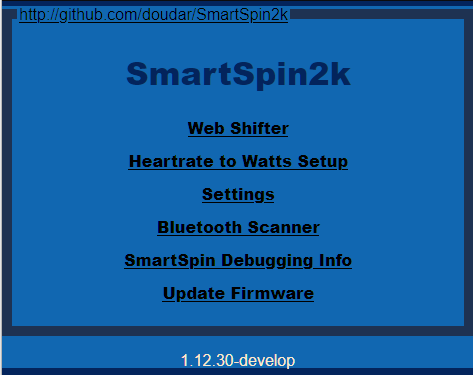 http://github.com/doudar/SmartSpin2k
SmartSpin2k
Web Shifter
Heartrate to Watts Setup
Settings
Bluetooth Scanner
SmartSpin Debugging Info
Update Firmware
1.12.30-develop